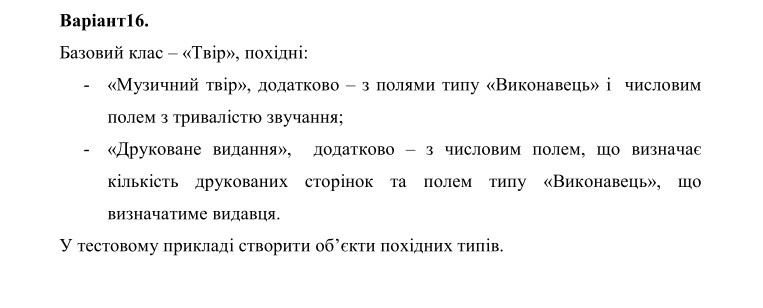 Варіант16.
Базовий клас – «Твір», похідні:
- «Музичний твір», додатково – з полями типу «Виконавець» і числовим
полем з тривалістю звучання;
- «Друковане видання», додатково – з числовим полем, що визначає
кількість друкованих сторінок та полем типу «Виконавець», що
визначатиме видавця.
У тестовому прикладі створити об’єкти похідних типів.